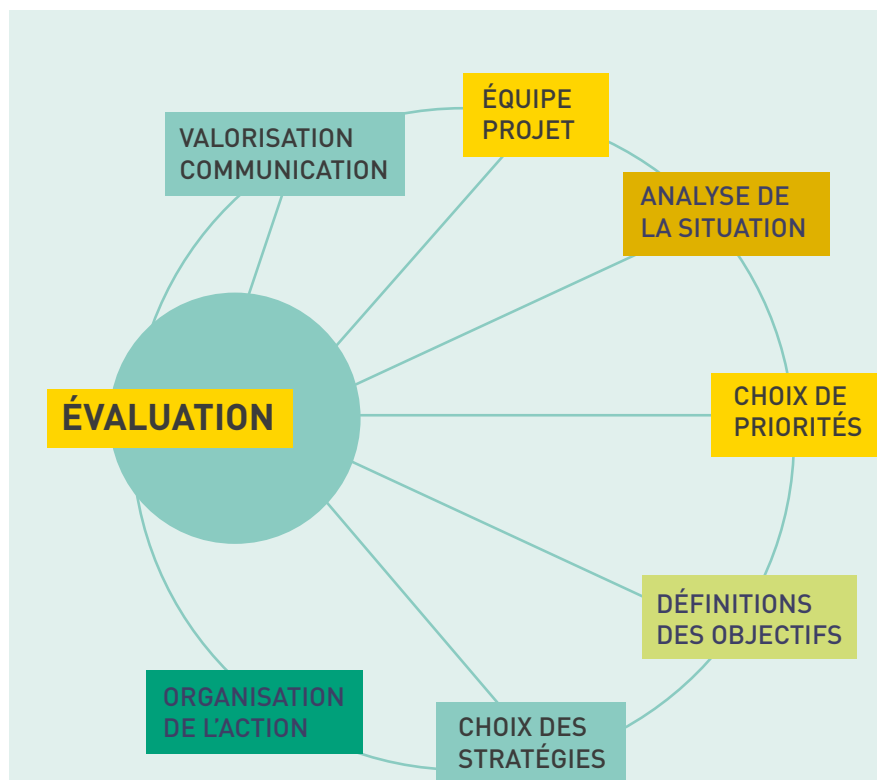 ÉQUIPE
PROJET
VALORISATION
COMMUNICATION
ANALYSE DE
LA SITUATION
CHOIX DE
PRIORITÉS
ÉVALUATION
DÉFINITIONS
DES OBJECTIFS
ORGANISATION
DE L'ACTION
CHOIX DES
STRATÉGIES